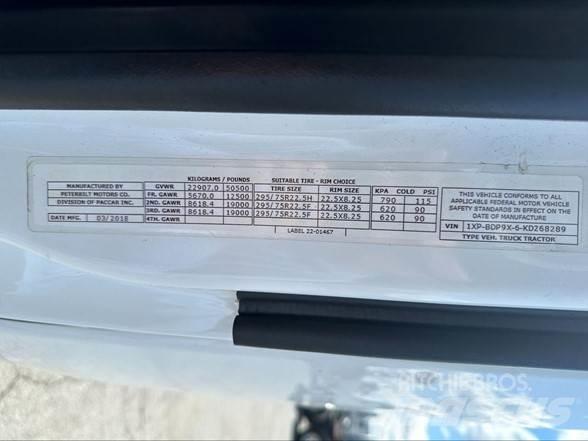 KILOGRAMS / POUNDS SUITABLE TIRE - RIM CHOICE
MANUFACTURED BY
PETERBILT MOTORS CO.
DIVISION OF PACCAR INC.
DATE MFG. 03/2018
GVWR 22907.0 50500 TIRE SIZE RIM SIZE KPA COLD PSI
FR. GAWR 5670.0 12500 295/75R22.5H 22.5X8.25 790 115
2ND. GAWR 8618.4 19000 295/75R22.5F 22.5X8.25 620 90
3RD. GAWR 8618.4 19000 295/75R22.5F 22.5X8.25 620 90
4TH. GAWR
LABEL 22-01467
THIS VEHICLE CONFORMS TO ALL
APPLICABLE FEDERAL MOTOR VEHICLE
SAFETY STANDARDS IN EFFECT ON THE
DATE OF MANUFACTURE
VIN 1XP-BDP9X-6-KD268289
TYPE VEH. TRUCK TRACTOR
RITCHIE BROS.